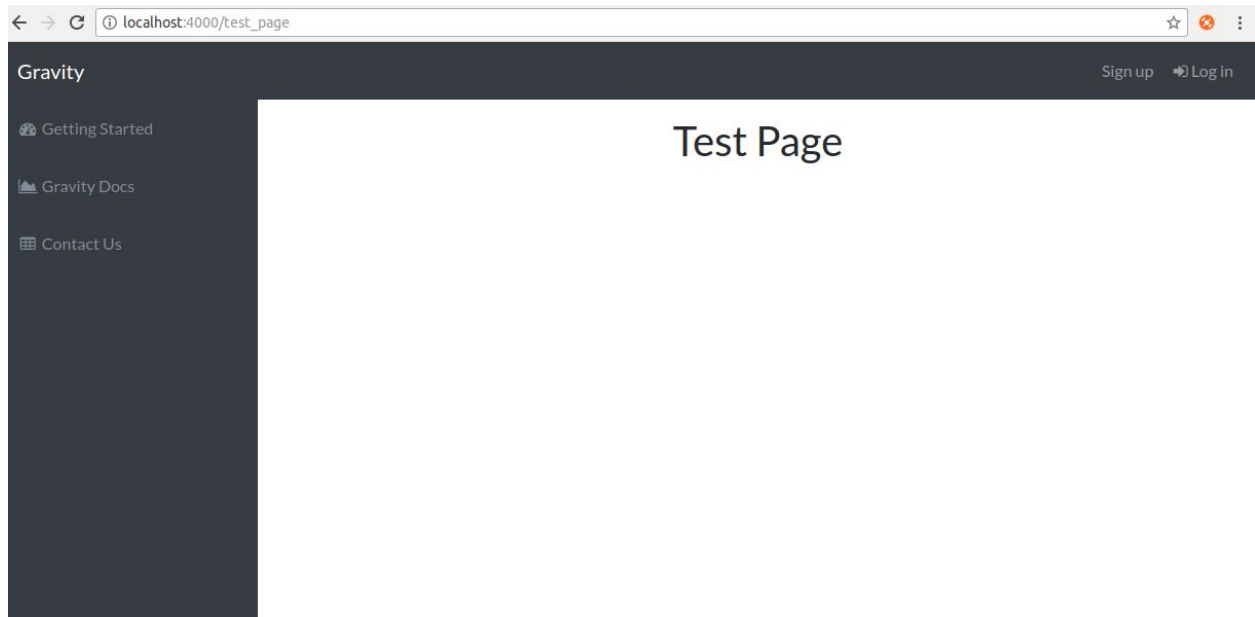 localhost:4000/test_page
Gravity Sign up Log in
Getting Started
Test Page
Gravity Docs
Contact Us